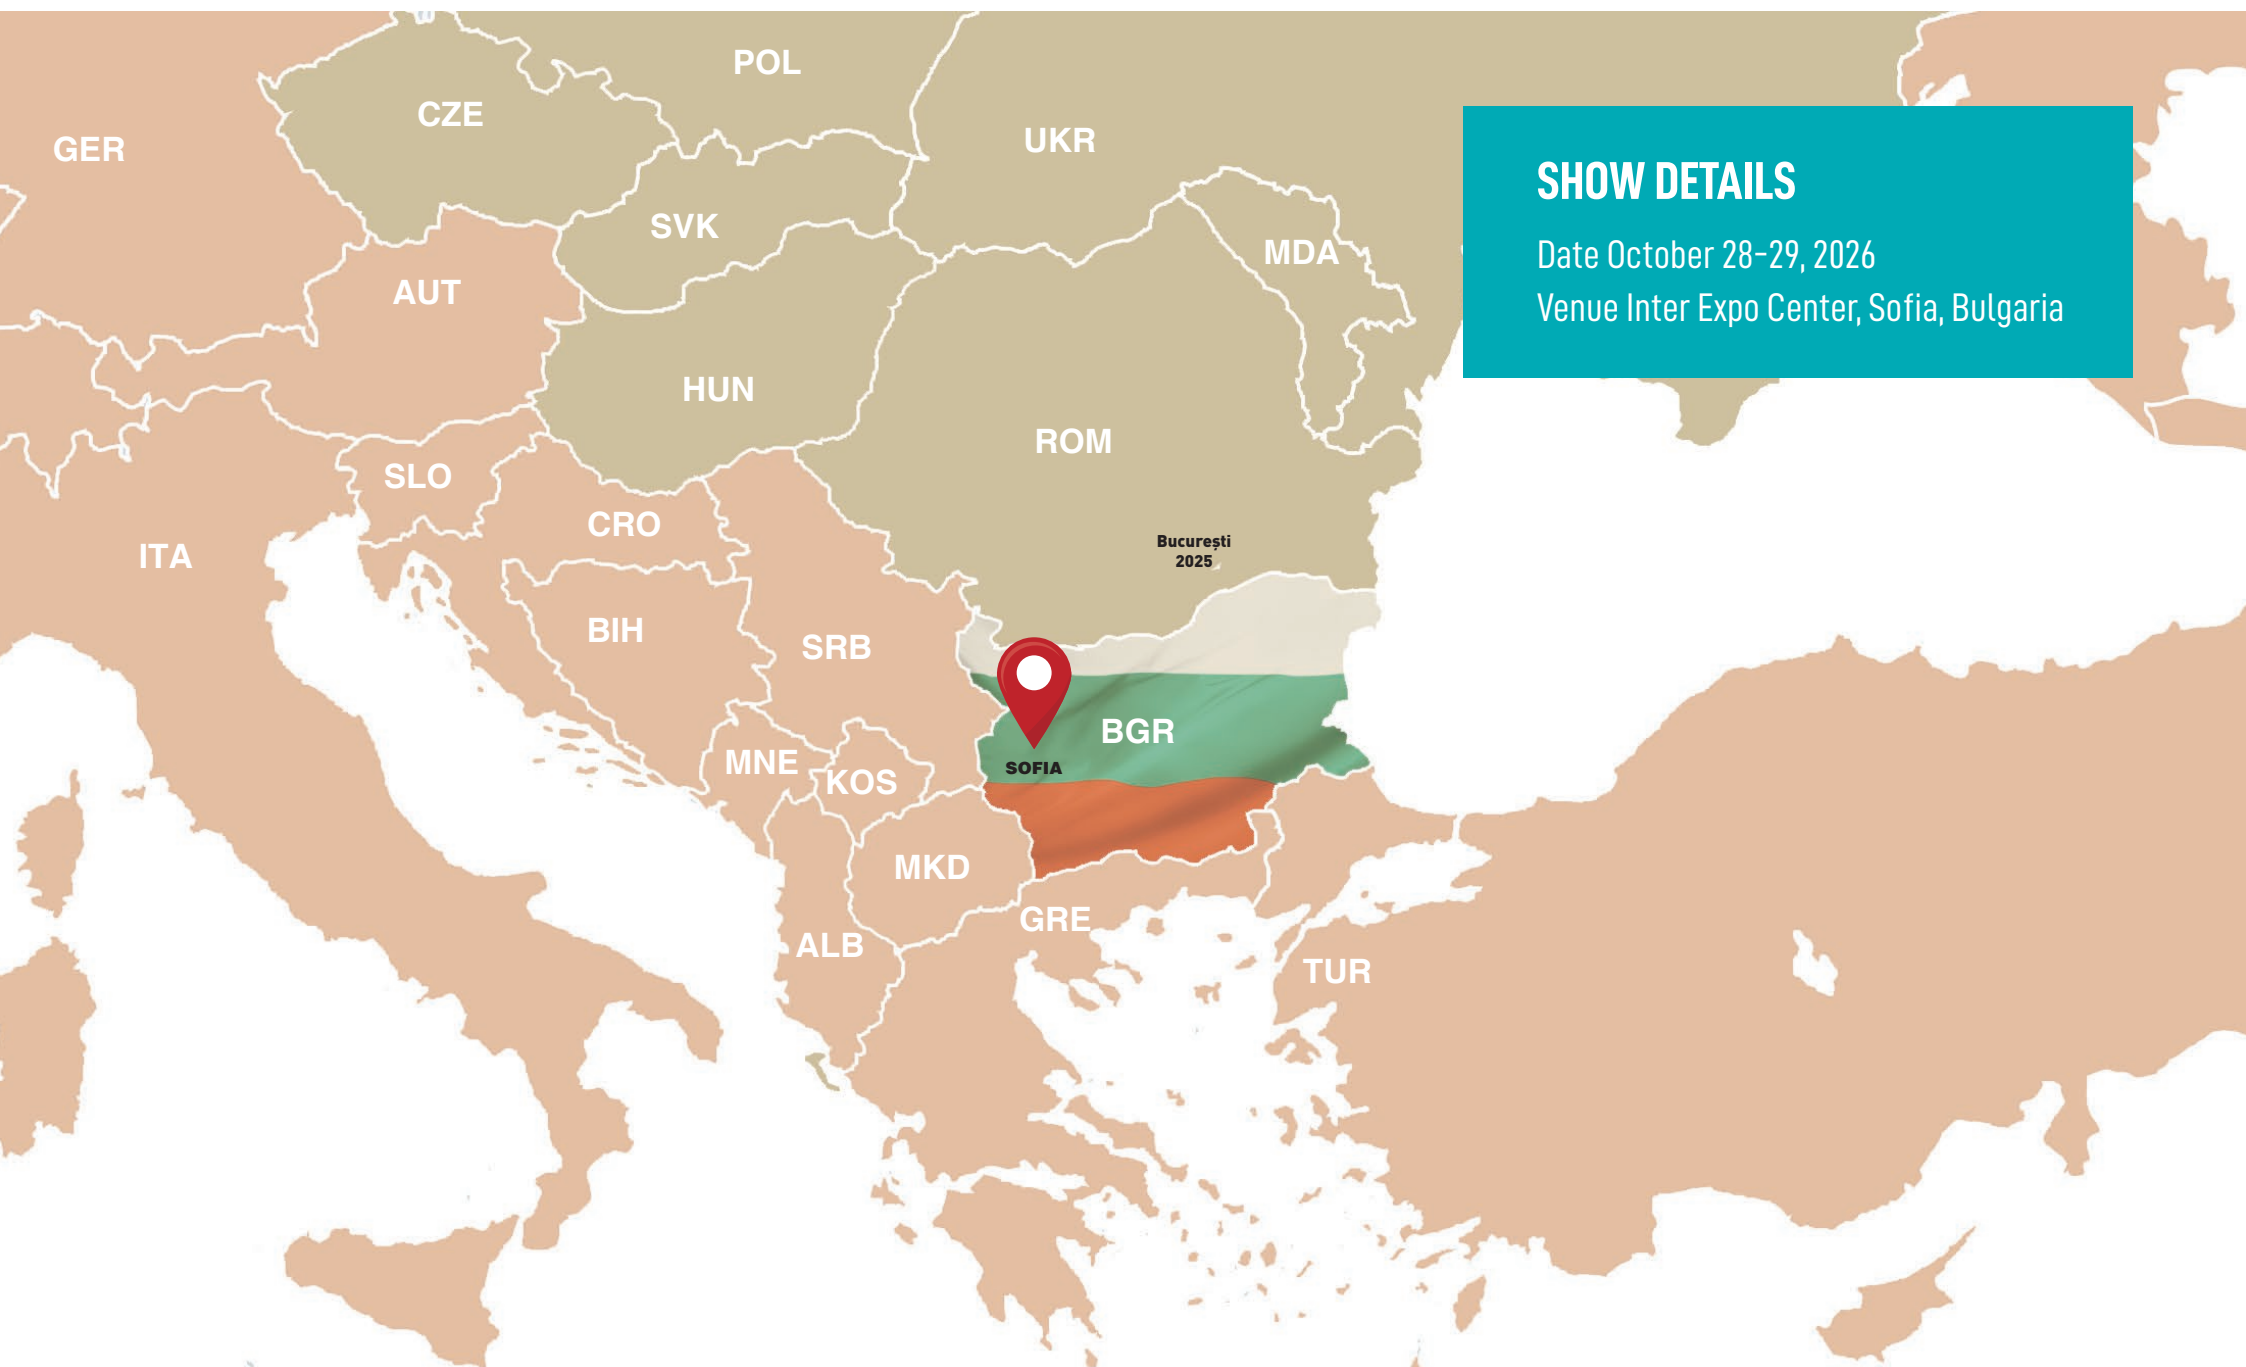 POL
CZE
UKR
GER
SHOW DETAILS
Date October 28-29, 2026
Venue Inter Expo Center, Sofia, Bulgaria
SVK
MDA
AUT
HUN
ROM
SLO
CRO
București
2025
ITA
BIH
SRB
BGR
MNE
SOFIA
KOS
MKD
GRE
ALB
TUR